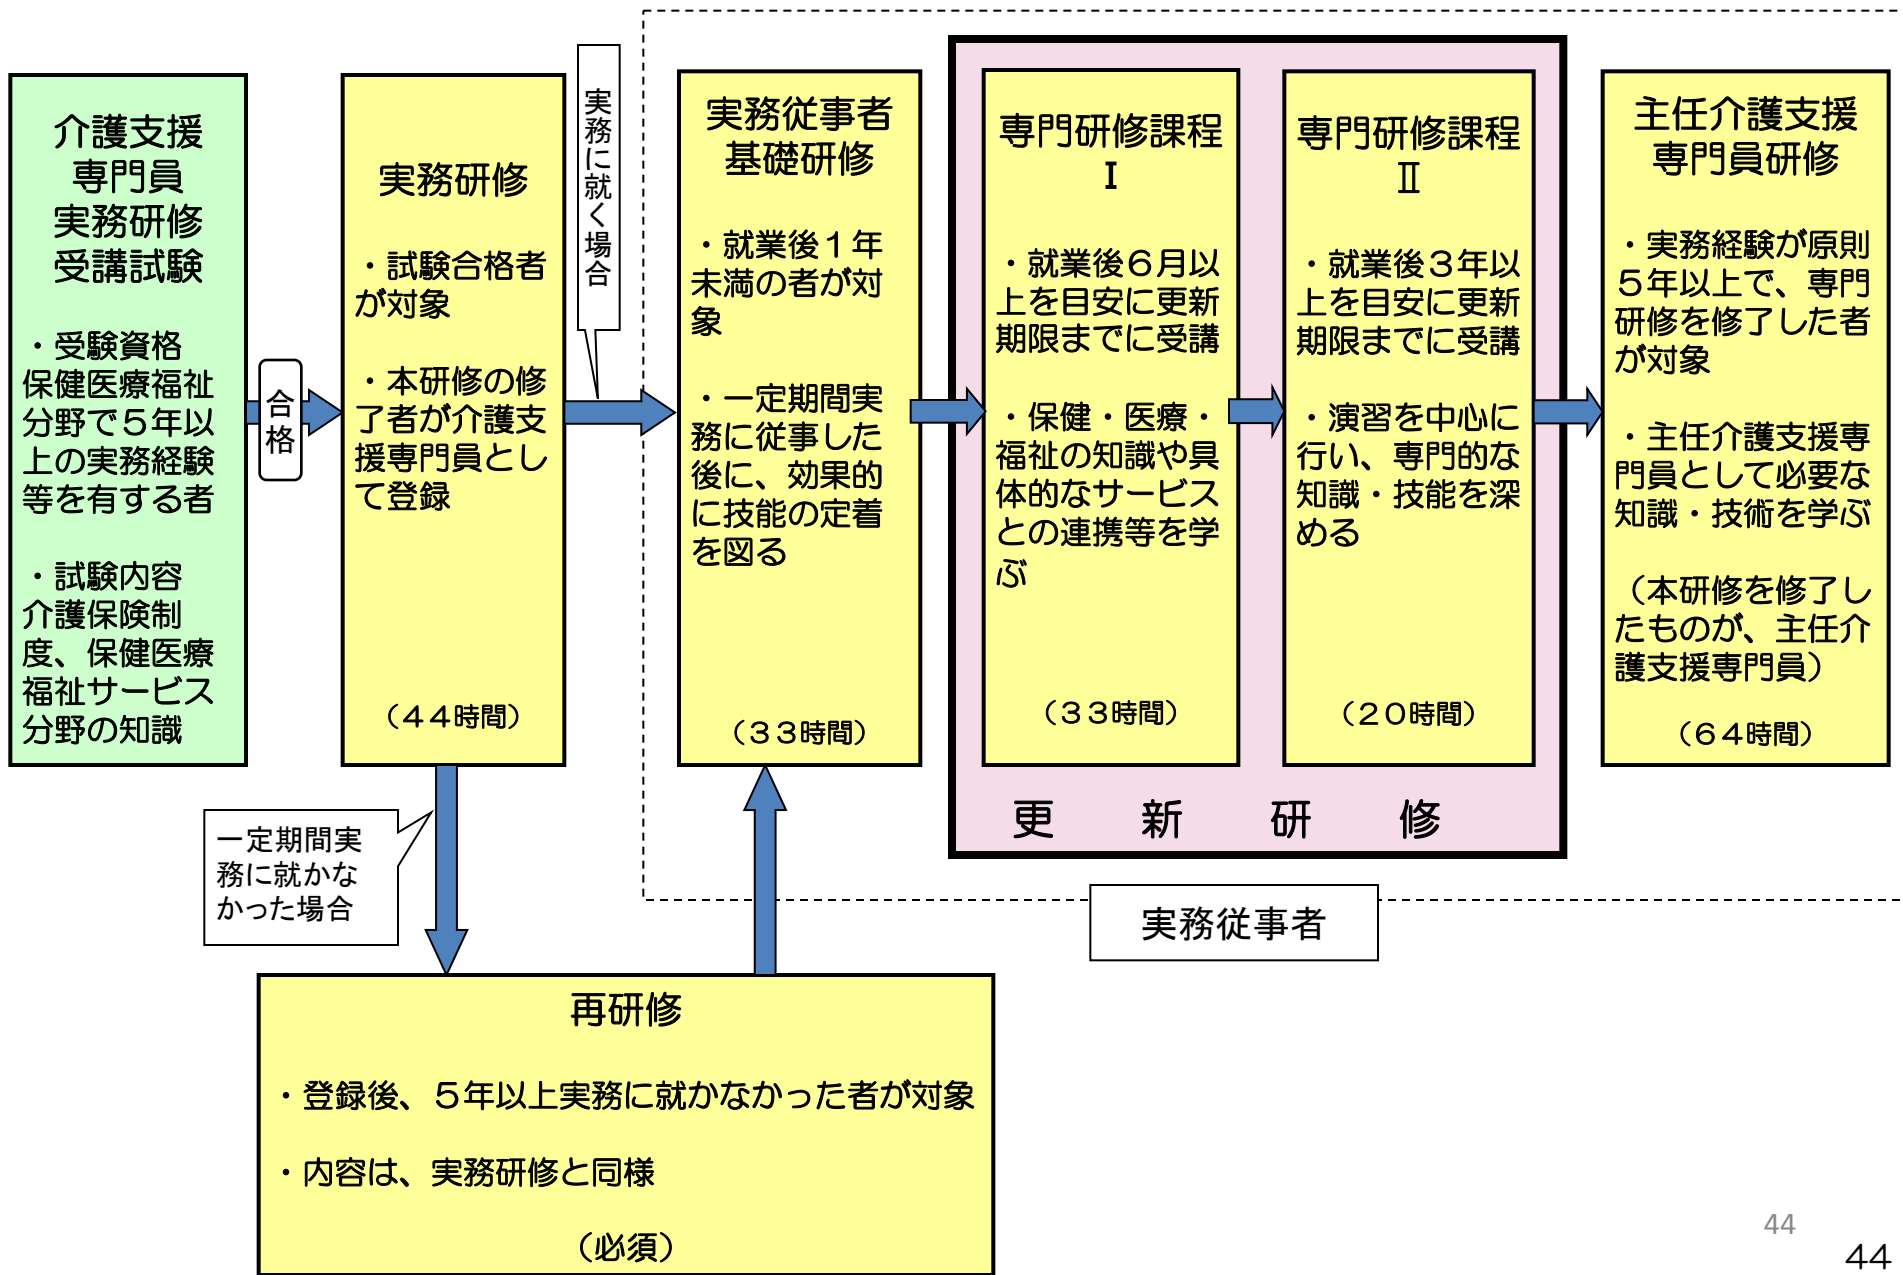 介護支援
専門員
実務研修
受講試験
・受験資格
保健医療福祉
分野で５年以
上の実務経験
等を有する者
・試験内容
介護保険制
度、保健医療
福祉サービス
分野の知識
合
格
実務研修
・試験合格者
が対象
・本研修の修
了者が介護支
援専門員とし
て登録
（４４時間）
実務に就く場合
実務従事者
基礎研修
・就業後１年
未満の者が対
象
・一定期間実
務に従事した
後に、効果的
に技能の定着
を図る
（３３時間）
専門研修課程
Ⅰ
・就業後６月以
上を目安に更新
期限までに受講
・保健・医療・
福祉の知識や具
体的なサービス
との連携等を学
ぶ
（３３時間）
専門研修課程
Ⅱ
・就業後３年以
上を目安に更新
期限までに受講
・演習を中心に
行い、専門的な
知識・技能を深
める
（２０時間）
更　新　研　修
主任介護支援
専門員研修
・実務経験が原則
５年以上で、専門
研修を修了した者
が対象
・主任介護支援専
門員として必要な
知識・技術を学ぶ
（本研修を修了し
たものが、主任介
護支援専門員）
（６４時間）
一定期間実
務に就かな
かった場合
実務従事者
再研修
・登録後、５年以上実務に就かなかった者が対象
・内容は、実務研修と同様
（必須）
44
44